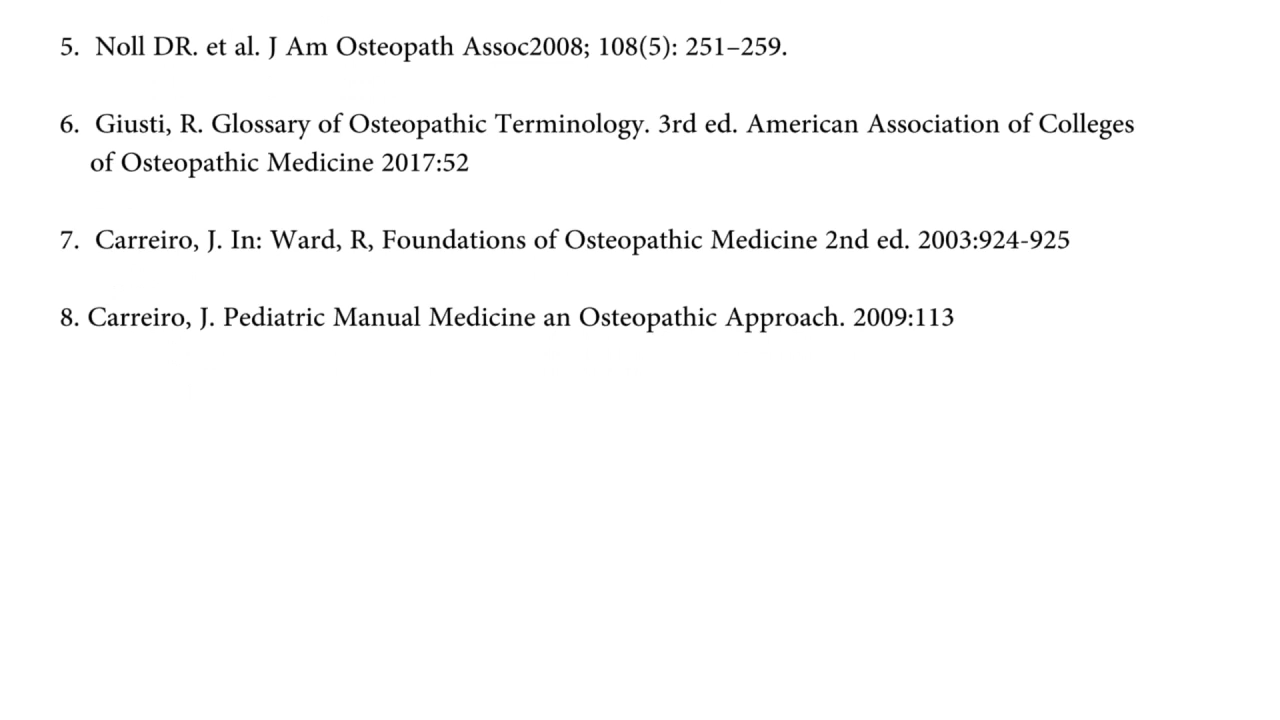 5. Noll DR. et al. J Am Osteopath Assoc2008; 108(5): 251–259.
6. Giusti, R. Glossary of Osteopathic Terminology. 3rd ed. American Association of Colleges
of Osteopathic Medicine 2017:52
7. Carreiro, J. In: Ward, R, Foundations of Osteopathic Medicine 2nd ed. 2003:924-925
8. Carreiro, J. Pediatric Manual Medicine an Osteopathic Approach. 2009:113